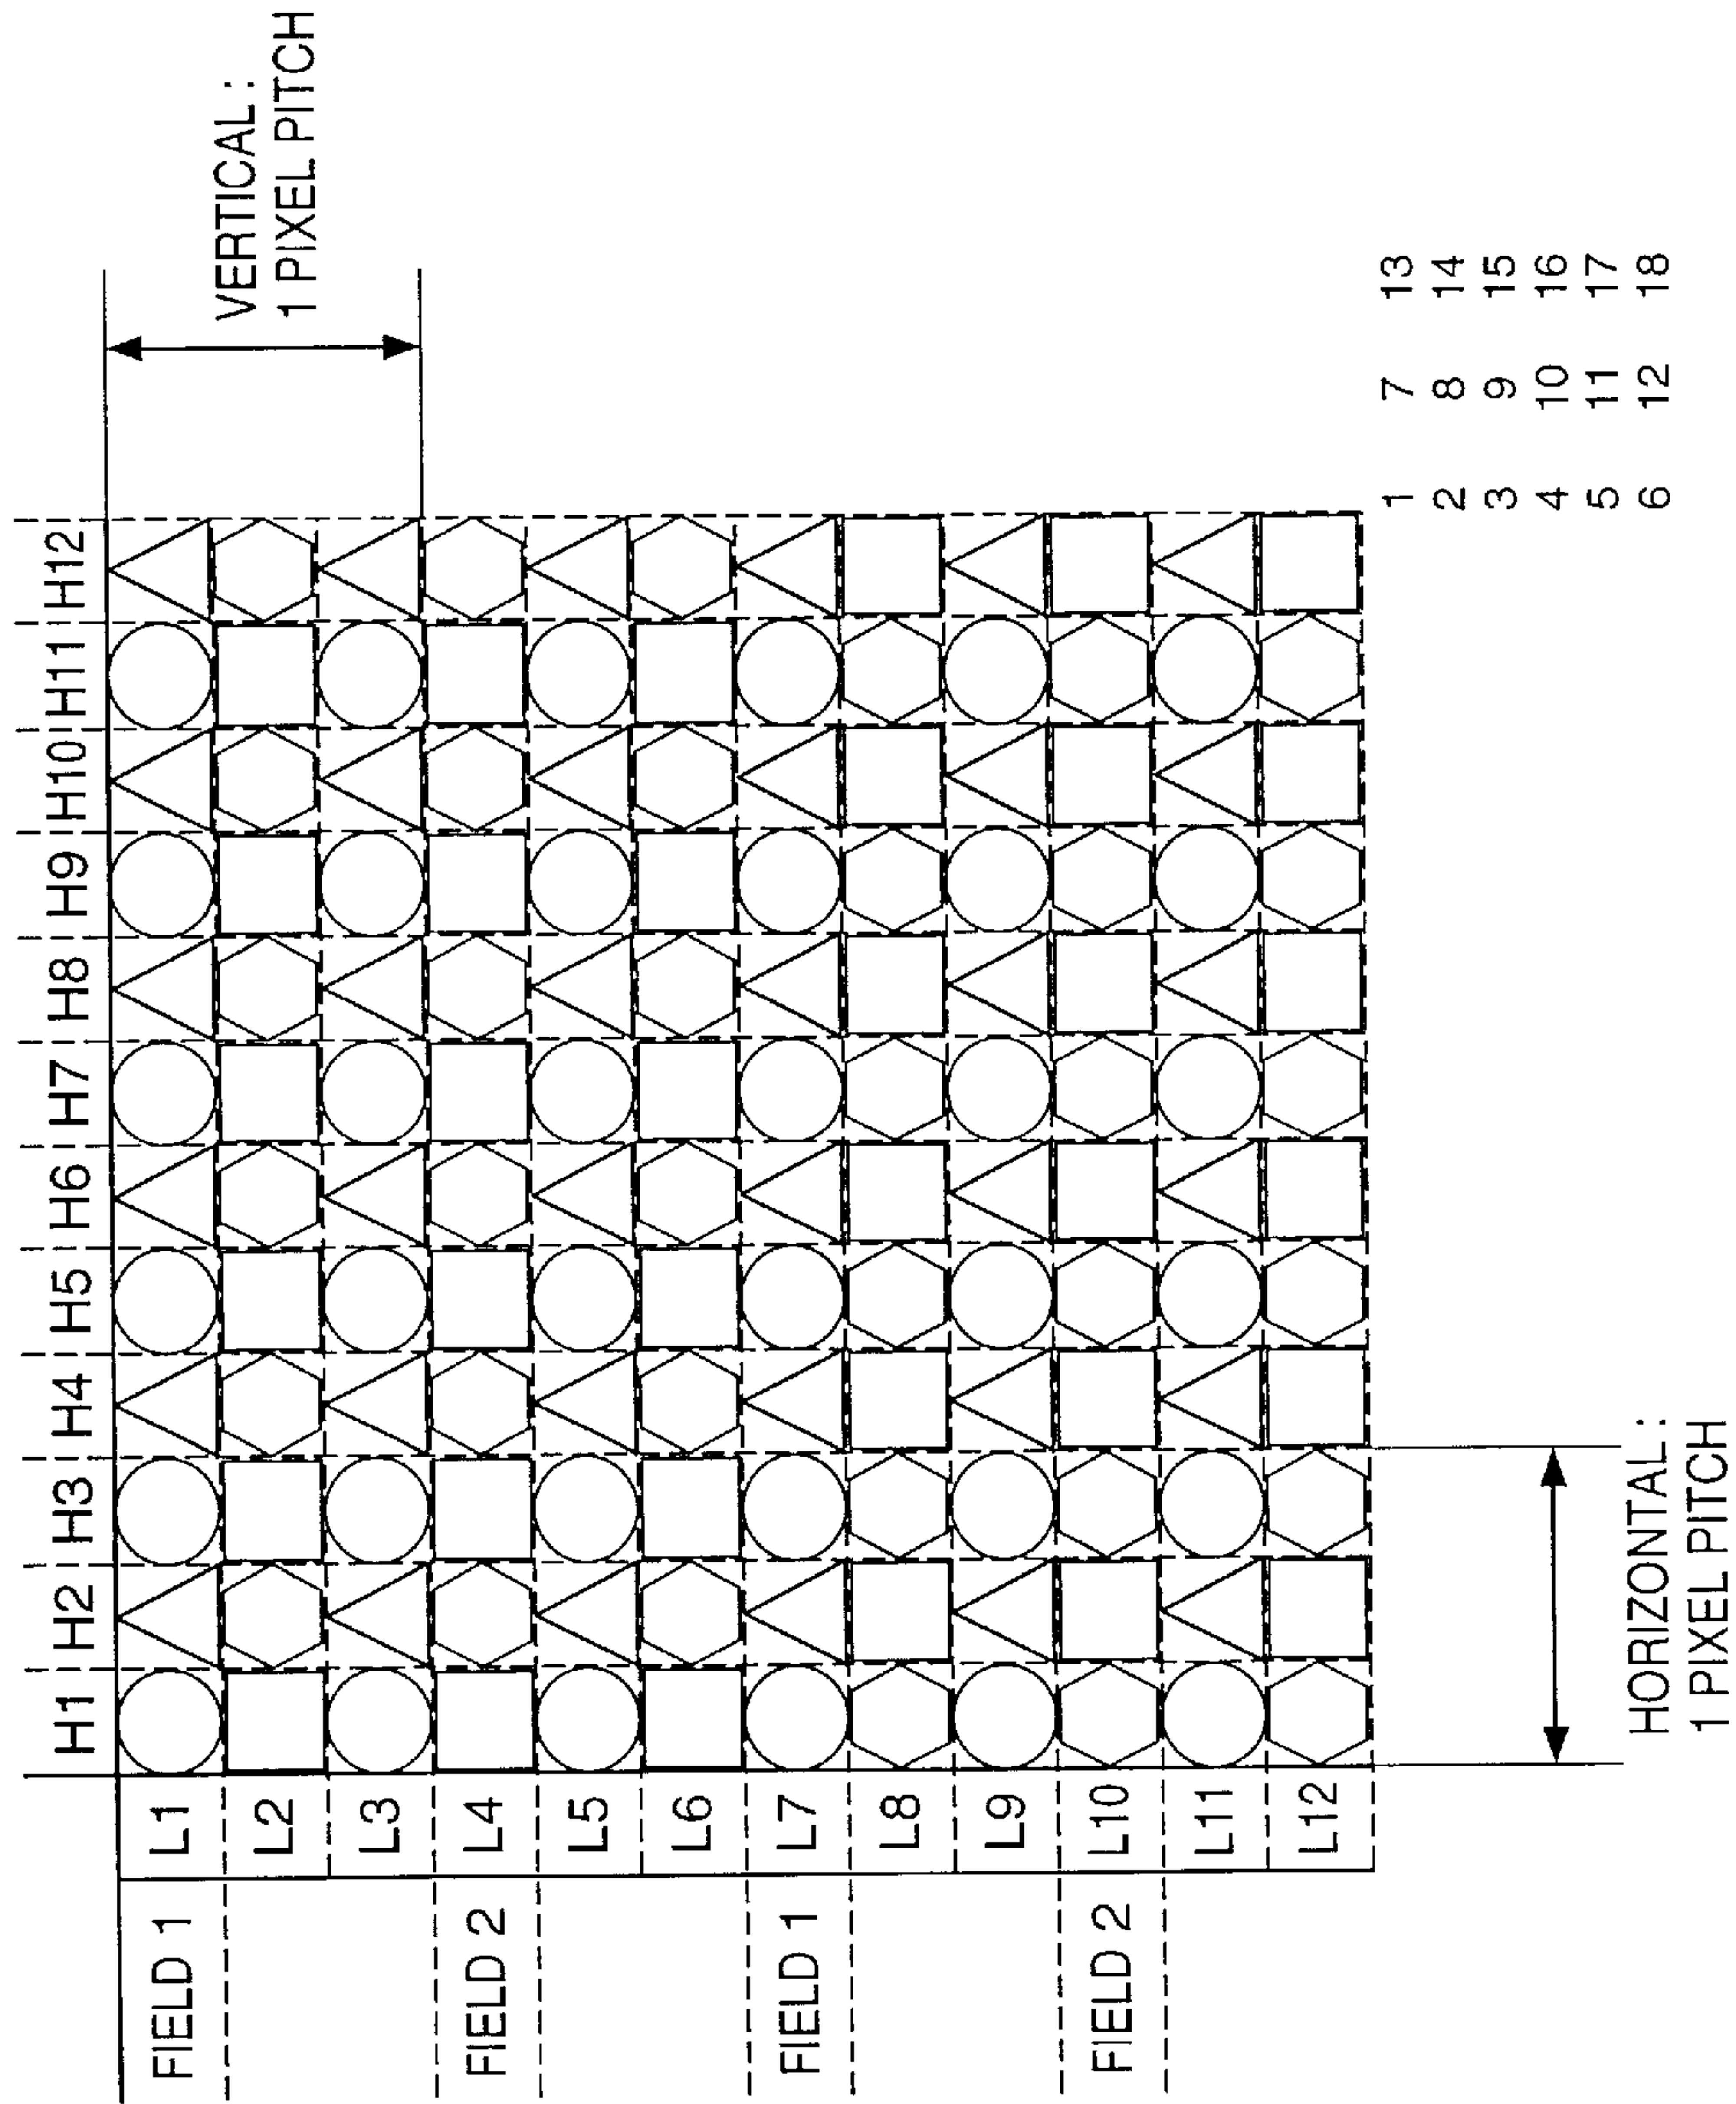 H1 H2 H3 H4 H5 H6 H7 H8 H9 H10 H11 H12
VERTICAL:
1 PIXEL PITCH
FIELD 1 L1
L2
L3
FIELD 2 L4
L5
L6
FIELD 1 L7
L8
L9
FIELD 2 L10
L11
L12
1 7 13
2 8 14
3 9 15
4 10 16
5 11 17
6 12 18
HORIZONTAL:
1 PIXEL PITCH